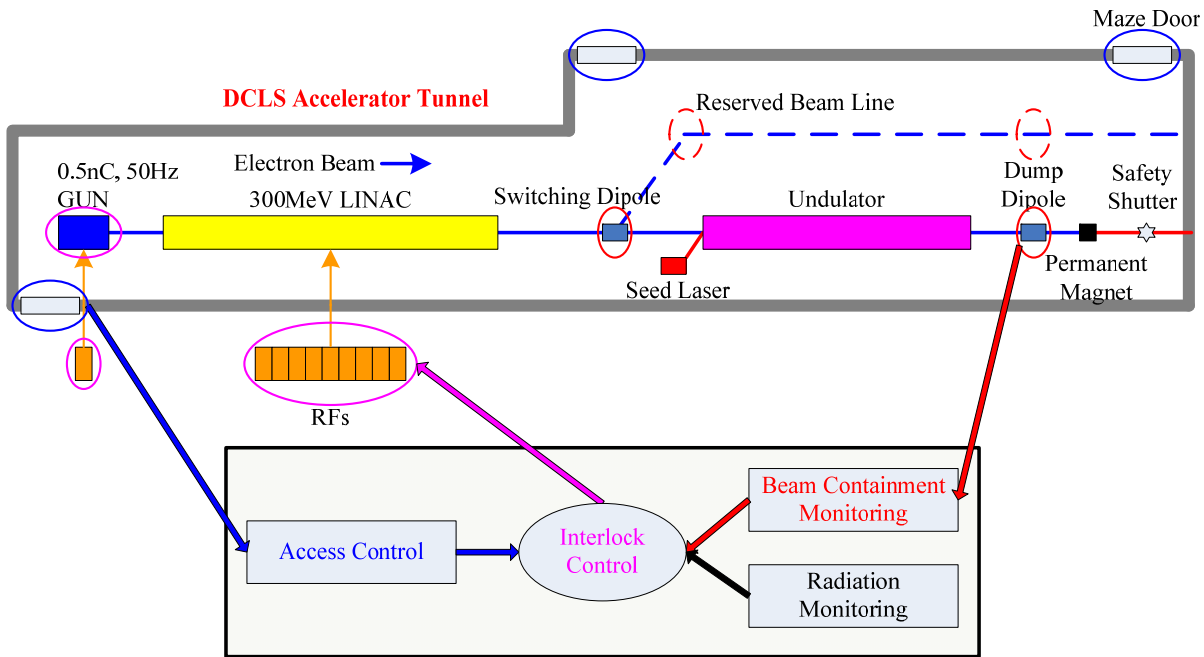 Maze Door
DCLS Accelerator Tunnel
Reserved Beam Line
Electron Beam
0.5nC, 50Hz
GUN
300MeV LINAC
Switching Dipole
Undulator
Dump
Dipole
Safety
Shutter
Seed Laser
Permanent
Magnet
RFs
Beam Containment
Monitoring
Access Control
Interlock
Control
Radiation
Monitoring